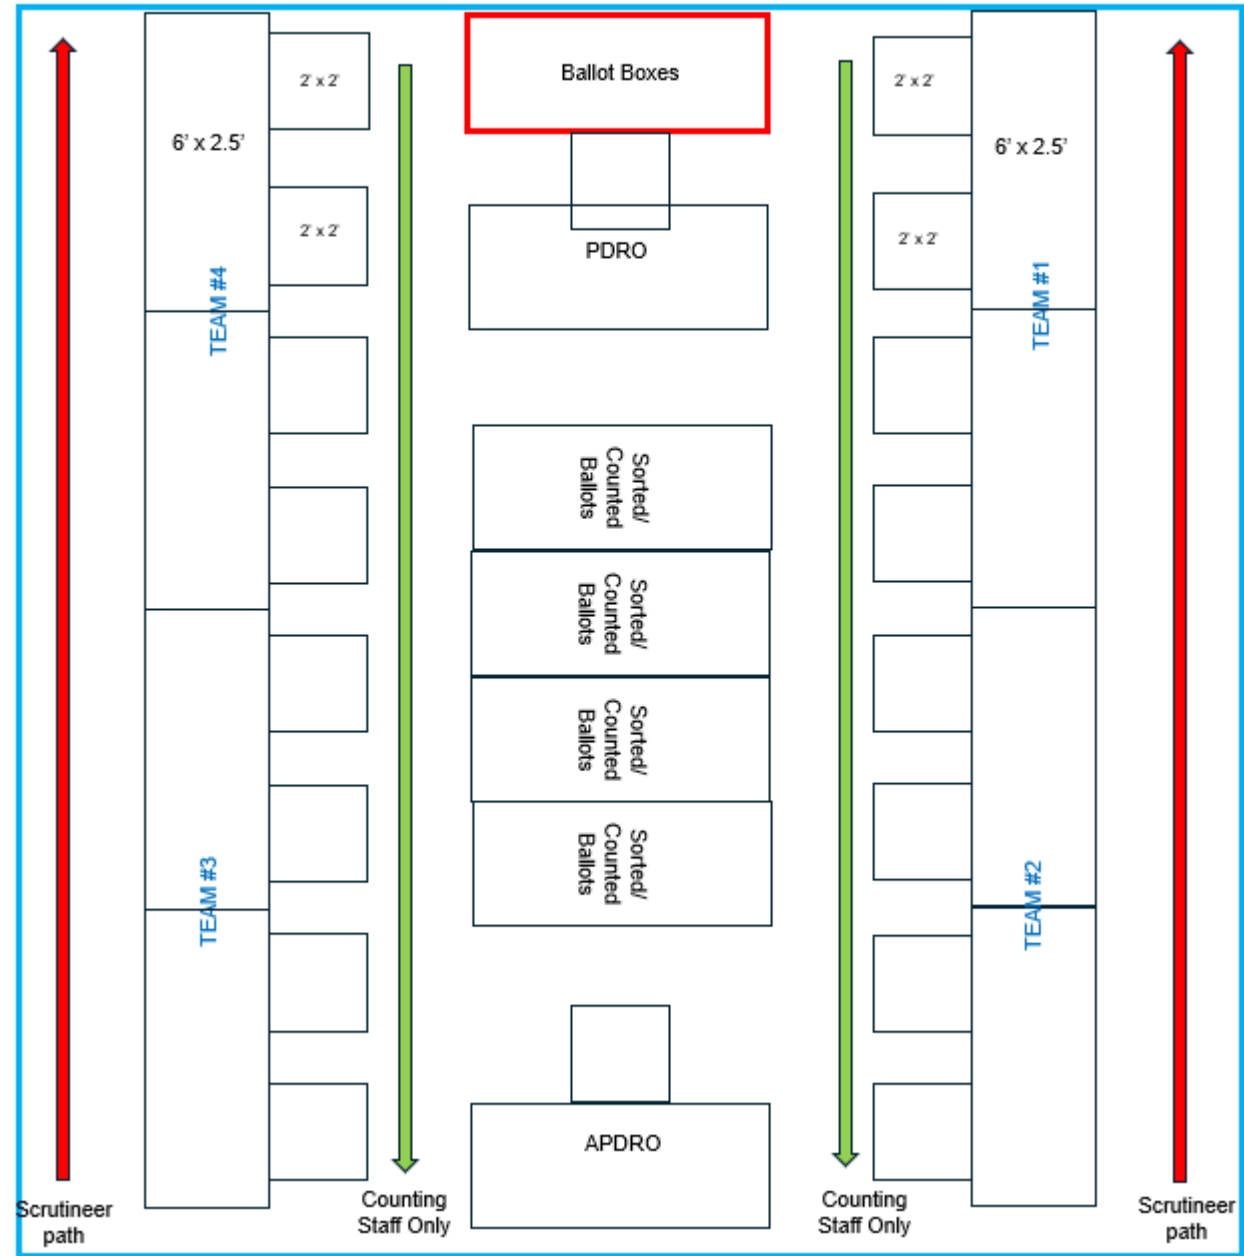 Ballot Boxes
2' x 2'
2' x 2'
6' x 2.5'
6' x 2.5'
2' x 2'
2' x 2'
PDRO
TEAM #4
TEAM #1
Sorted/
Counted
Ballots
Sorted/
Counted
Ballots
Sorted/
Counted
Ballots
Sorted/
Counted
Ballots
TEAM #3
TEAM #2
APDRO
Scrutineer
path
Counting
Staff Only
Counting
Staff Only
Scrutineer
path